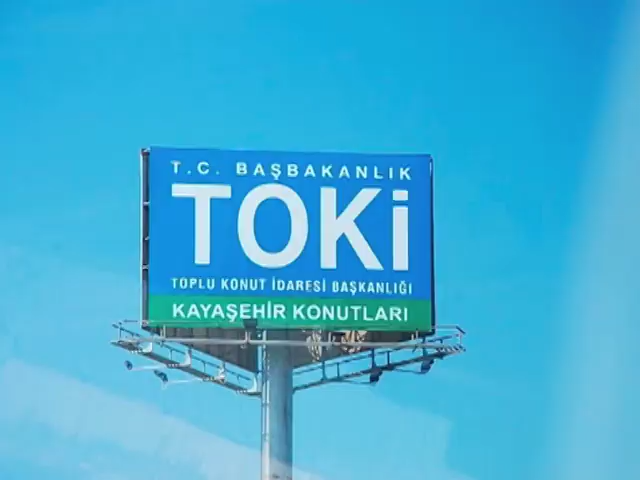 T.C. BAŞBAKANLIK
TOKi
TOPLU KONUT İDARESİ BAŞKANLIĞI
KAYAŞEHİR KONUTLARI